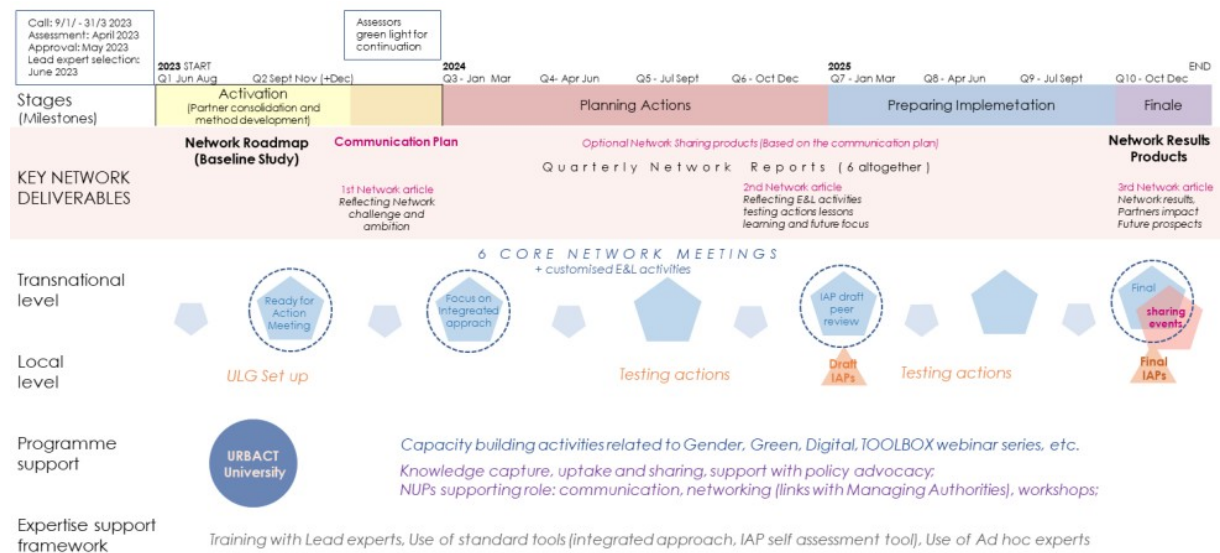 Call: 9/1/ - 31/3 2023
Assessment: April 2023
Approval: May 2023
Lead expert selection:
June 2023
Assessors
green light for
continuation
2023 START
2024
2025
END
Q1 Jun Aug
Q2 Sept Nov (+Dec)
Q3 - Jan Mar
Q4- Apr Jun
Q5 - Jul Sept
Q6 - Oct Dec
Q7 - Jan Mar
Q8 - Apr Jun
Q9 - Jul Sept
Q10 - Oct Dec
Stages
(Milestones)
Activation
(Partner consolidation and
method development)
Planning Actions
Preparing Implemetation
Finale
KEY NETWORK
DELIVERABLES
Network Roadmap
(Baseline Study)
Communication Plan
Optional Network Sharing products (Based on the communication plan)
Quarterly Network Reports (6 altogether)
Network Results
Products
1st Network article
Reflecting Network
challenge and
ambition
2nd Network article
Reflecting E&L activities
testing actions lessons
learning and future focus
3rd Network article
Network results,
Partners impact
Future prospects
6 CORE NETWORK MEETINGS
+ customised E&L activities
Transnational
level
Ready for
Action
Meeting
Focus on
Integreated
apprach
IAP draft
peer
review
Final
sharing
events
Local
level
ULG Set up
Testing actions
Draft
IAPs
Testing actions
Final
IAPs
Programme
support
URBACT
University
Capacity building activities related to Gender, Green, Digital, TOOLBOX webinar series, etc.
Knowledge capture, uptake and sharing, support with policy advocacy;
NUPs supporting role: communication, networking (links with Managing Authorities), workshops;
Expertise support
framework
Training with Lead experts, Use of standard tools (integrated approach, IAP self assessment tool), Use of Ad hoc experts